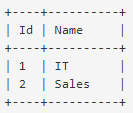 +----+----------+
| Id | Name     |
+----+----------+
| 1  | IT       |
| 2  | Sales    |
+----+----------+